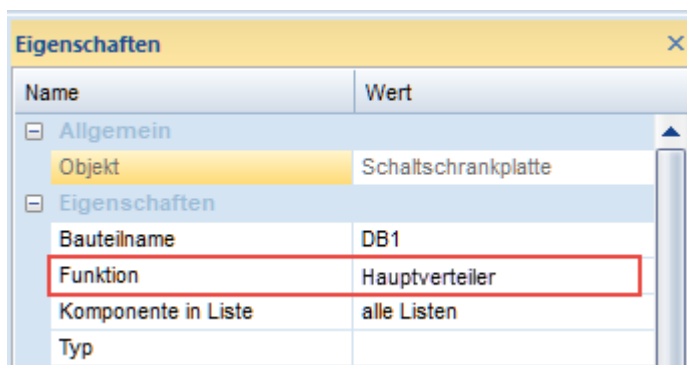 Eigenschaften
Name Wert
Allgemein
Objekt Schaltschrankplatte
Eigenschaften
Bauteilname DB1
Funktion Hauptverteiler
Komponente in Liste alle Listen
Typ